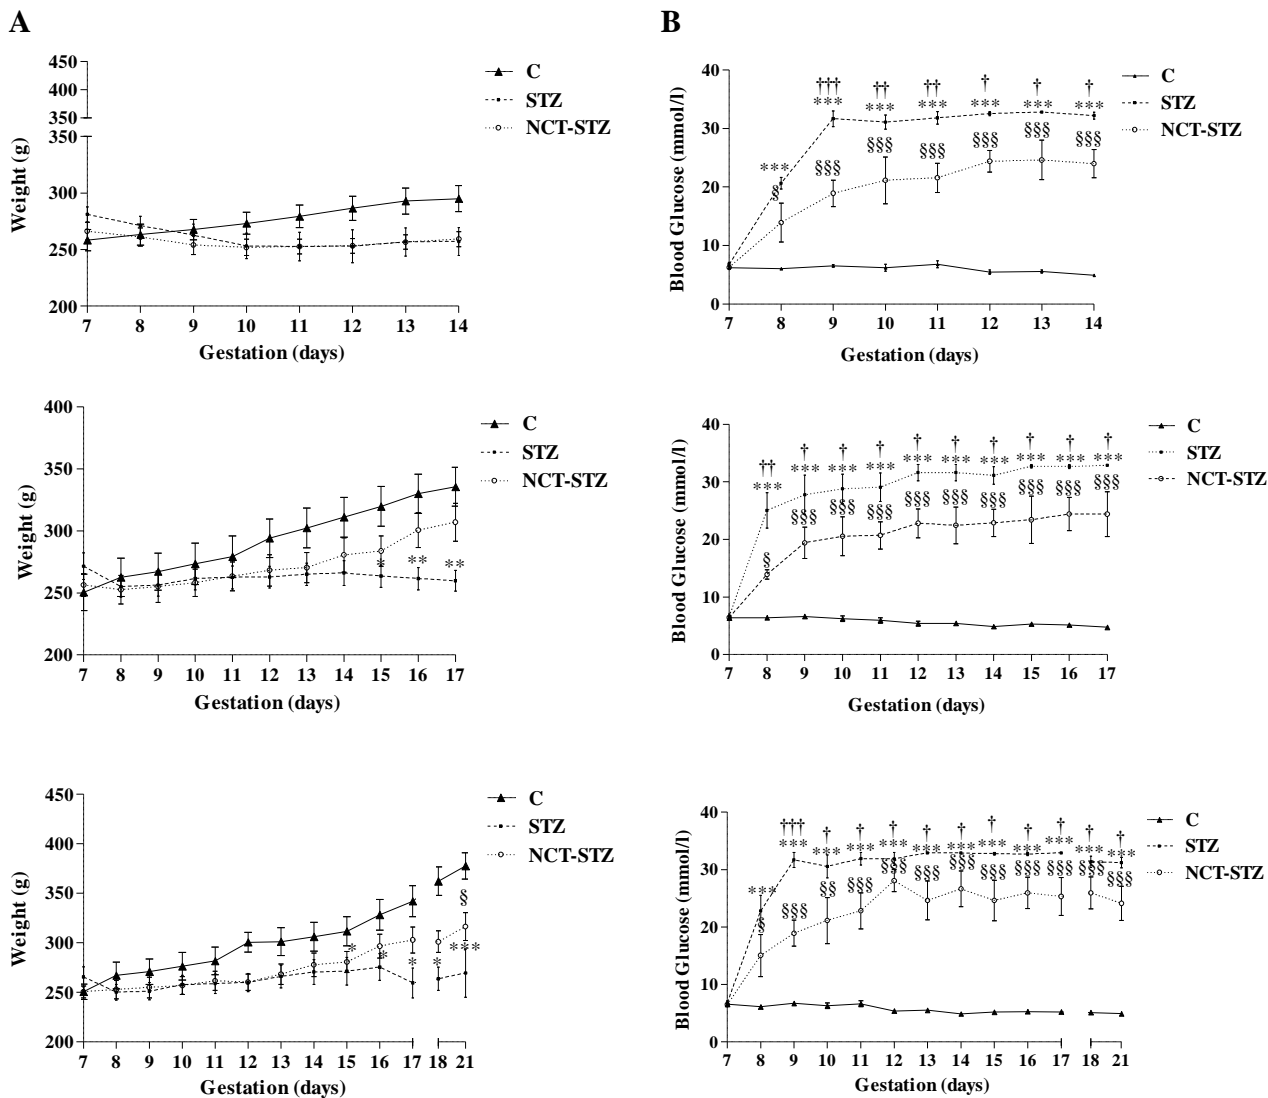 A
B
450
400
350
350
300
250
200
Weight (g)
7 8 9 10 11 12 13 14
Gestation (days)
C
STZ
NCT-STZ
40
30
20
10
0
Blood Glucose (mmol/l)
††† †† †† † † †
*** *** *** *** *** *** ***
§ §§§ §§§ §§§ §§§ §§§ §§§
7 8 9 10 11 12 13 14
Gestation (days)
C
STZ
NCT-STZ
400
350
300
250
200
Weight (g)
* ** **
7 8 9 10 11 12 13 14 15 16 17
Gestation (days)
C
STZ
NCT-STZ
40
30
20
10
0
Blood Glucose (mmol/l)
†† † † † † † † † † †
*** *** *** *** *** *** *** *** *** ***
§ §§§ §§§ §§§ §§§ §§§ §§§ §§§ §§§ §§§
7 8 9 10 11 12 13 14 15 16 17
Gestation (days)
C
STZ
NCT-STZ
450
400
350
300
250
200
Weight (g)
§
* * * * ***
7 8 9 10 11 12 13 14 15 16 17 18 21
Gestation (days)
C
STZ
NCT-STZ
40
30
20
10
0
Blood Glucose (mmol/l)
††† † † † † † † † † † †
*** *** *** *** *** *** *** *** *** *** *** ***
§ §§§ §§ §§§ §§§ §§§ §§§ §§§ §§§ §§§ §§§ §§§
7 8 9 10 11 12 13 14 15 16 17 18 21
Gestation (days)
C
STZ
NCT-STZ